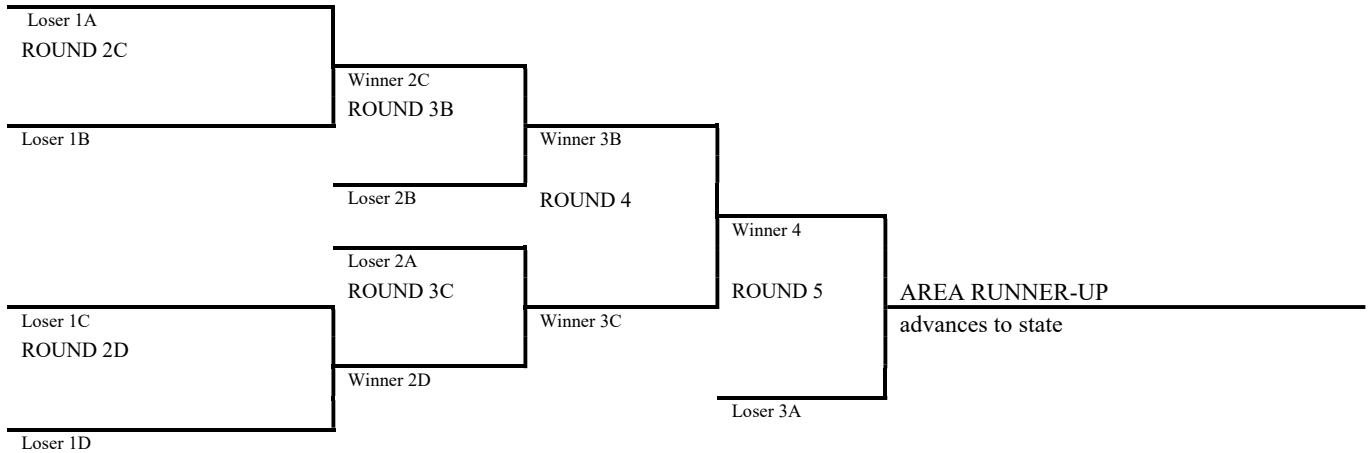 Loser 1A
ROUND 2C
Winner 2C
ROUND 3B
Loser 1B
Winner 3B
Loser 2B
ROUND 4
Winner 4
Loser 2A
ROUND 3C
ROUND 5
AREA RUNNER-UP
Loser 1C
Winner 3C
advances to state
ROUND 2D
Winner 2D
Loser 3A
Loser 1D